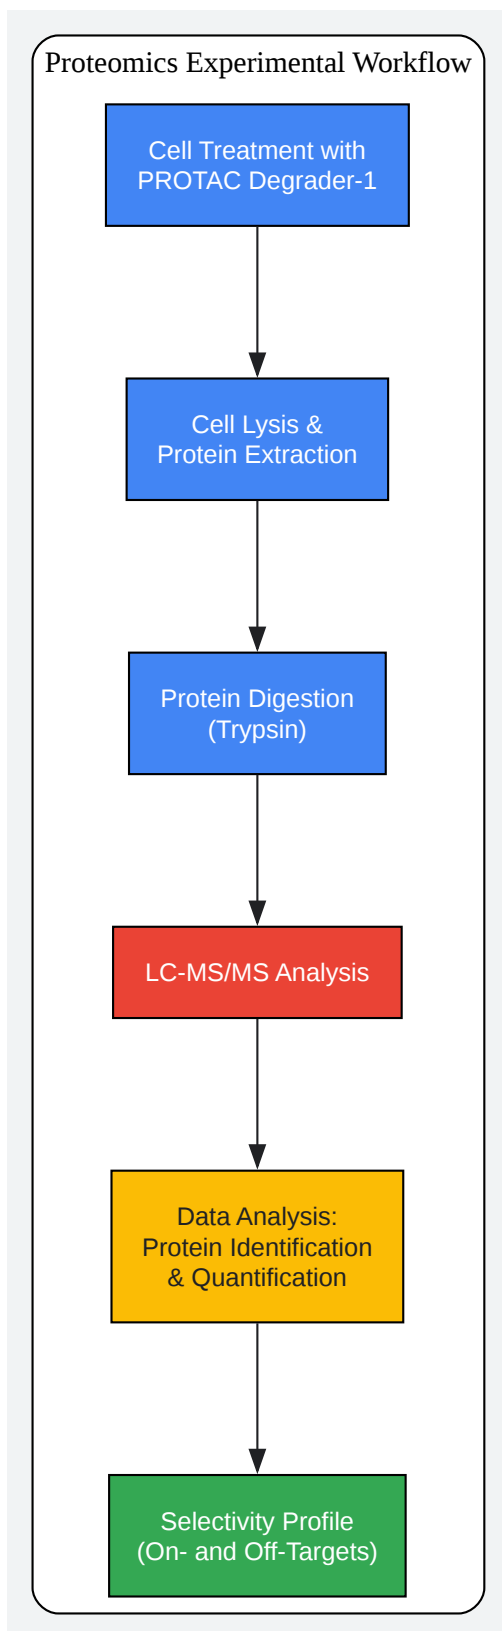 Proteomics Experimental Workflow
Cell Treatment with
PROTAC Degrader-1
Cell Lysis &
Protein Extraction
Protein Digestion
(Trypsin)
LC-MS/MS Analysis
Data Analysis:
Protein Identification
& Quantification
Selectivity Profile
(On- and Off-Targets)